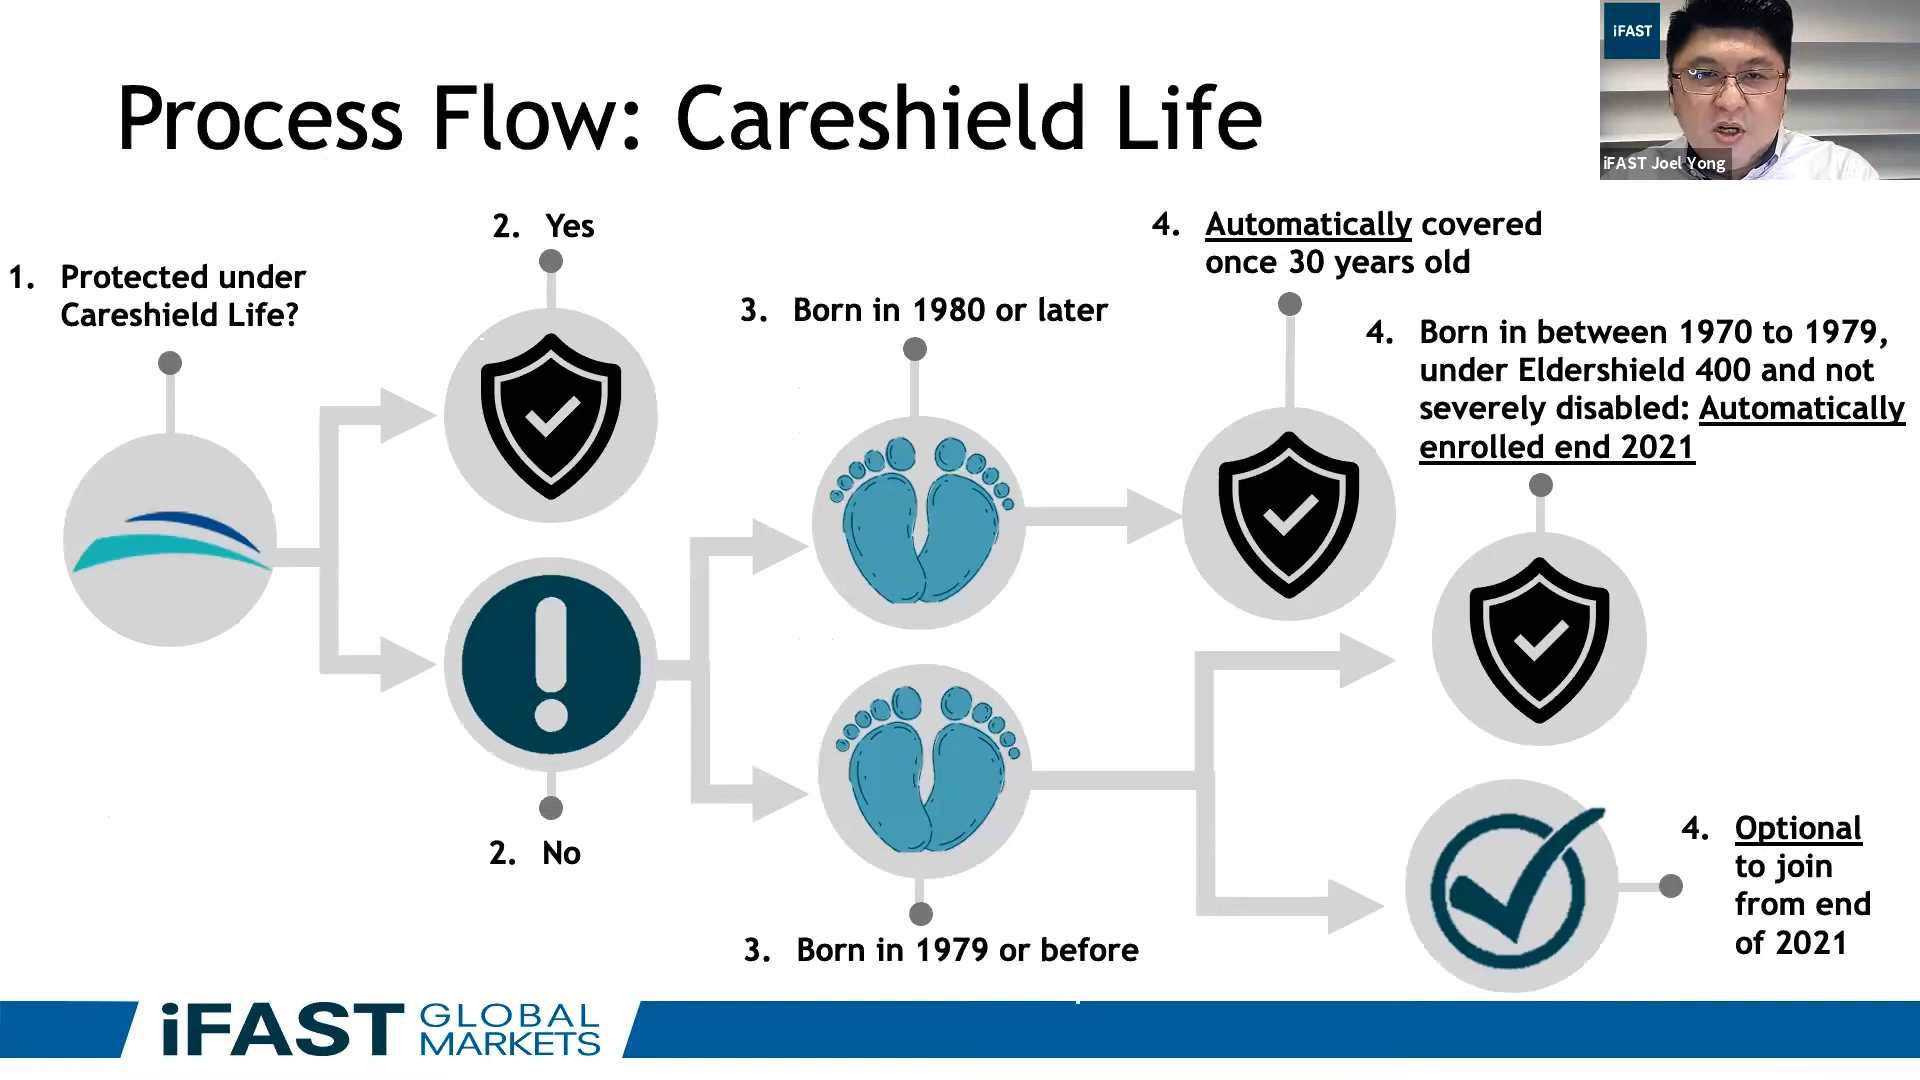 iFAST
iFAST Joel Yong
Process Flow: Careshield Life
1. Protected under
Careshield Life?
2. Yes
2. No
3. Born in 1980 or later
3. Born in 1979 or before
4. Automatically covered
once 30 years old
4. Born in between 1970 to 1979,
under Eldershield 400 and not
severely disabled: Automatically
enrolled end 2021
4. Optional
to join
from end
of 2021
iFAST GLOBAL
MARKETS